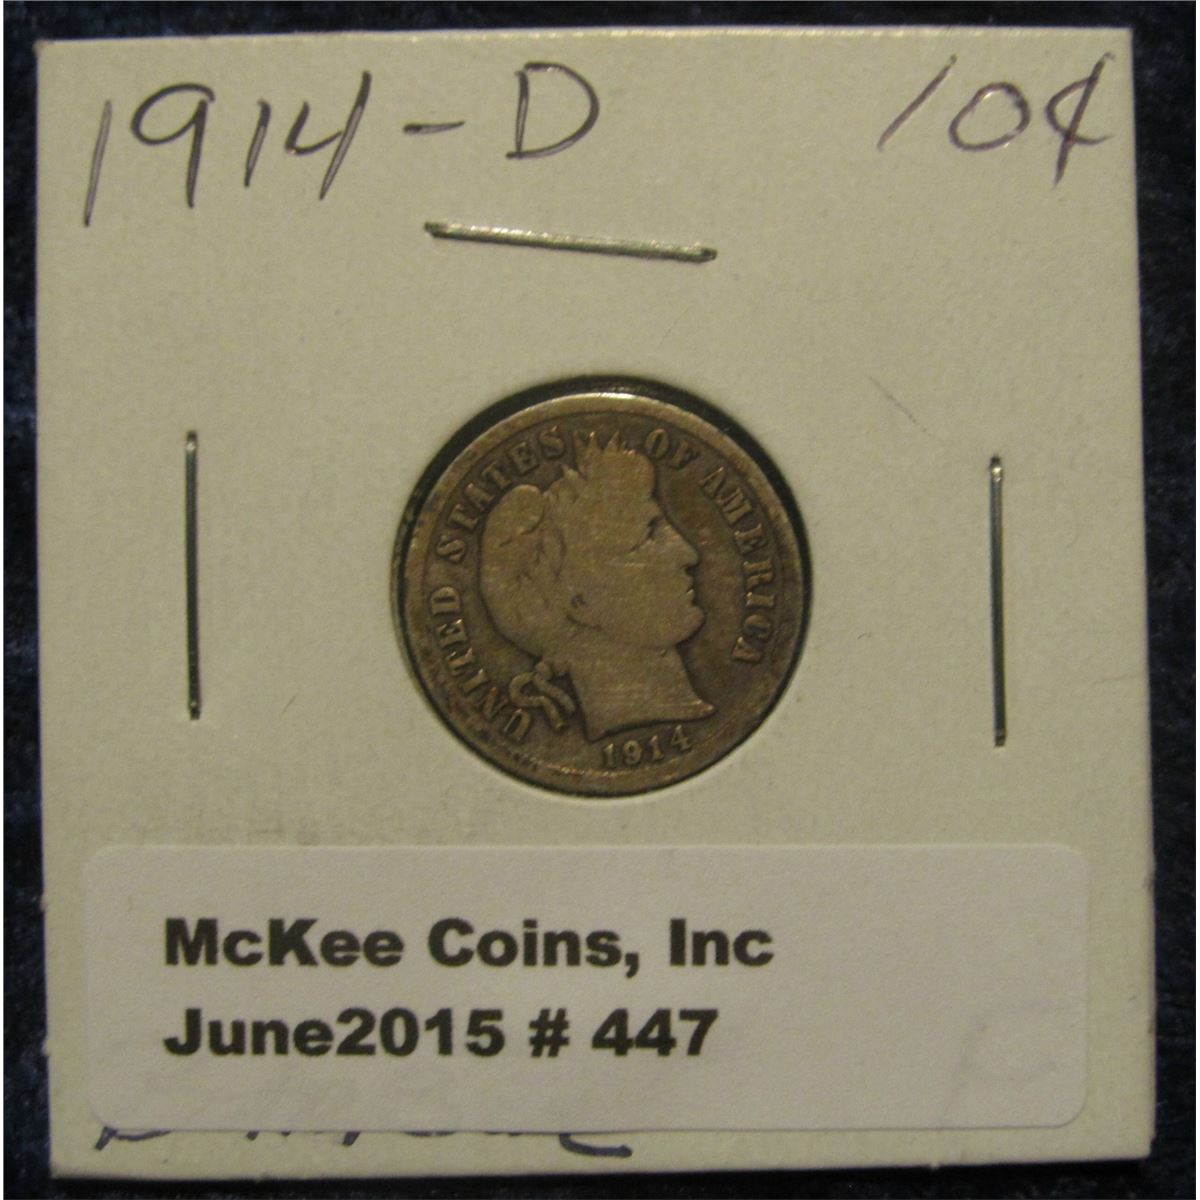 1914-D 10¢
UNITED STATES OF AMERICA
1914
McKee Coins, Inc
June2015 # 447